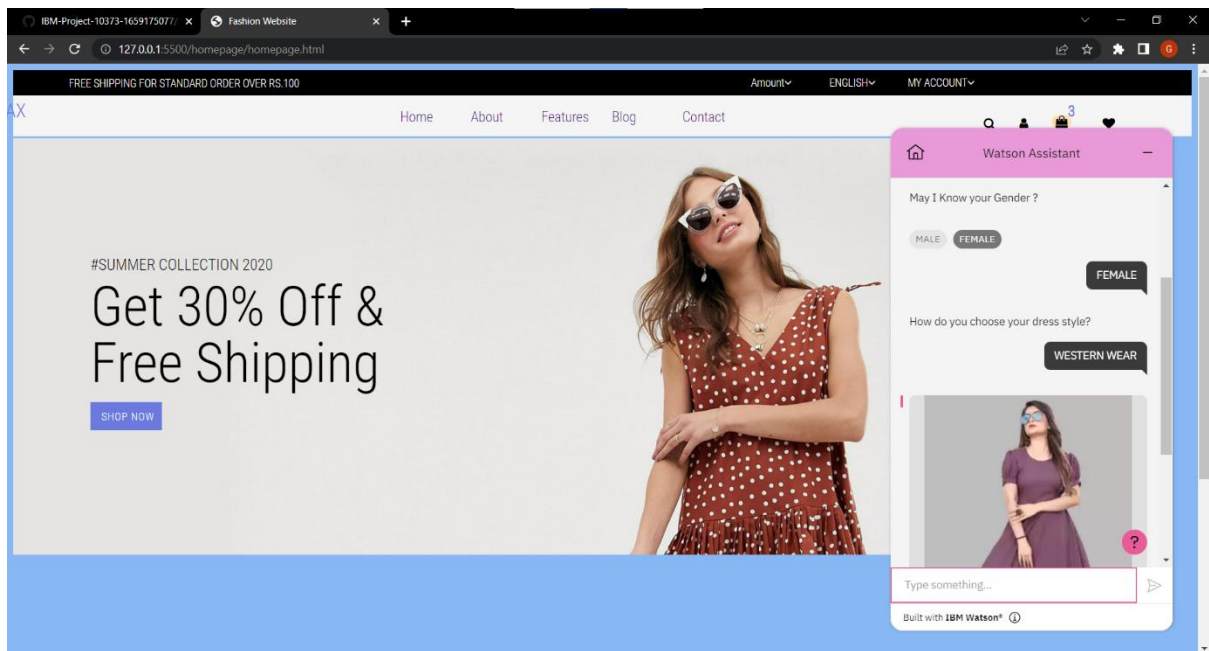 IBM-Project-10373-1659175077/
Fashion Website
127.0.0.1:5500/homepage/homepage.html
G
FREE SHIPPING FOR STANDARD ORDER OVER RS.100
Amount
ENGLISH
MY ACCOUNT
AX
Home About Features Blog Contact
3
Watson Assistant
May I Know your Gender ?
MALE FEMALE
FEMALE
How do you choose your dress style?
WESTERN WEAR
#SUMMER COLLECTION 2020
Get 30% Off &
Free Shipping
SHOP NOW
?
Type something...
Built with IBM Watson®